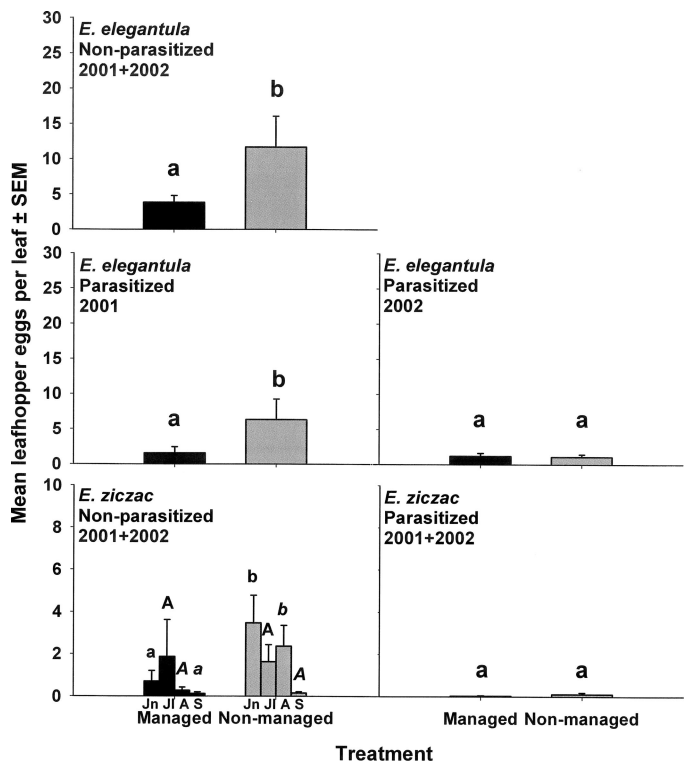 Mean leafhopper eggs per leaf ± SEM
30
25
20
15
10
5
0
E. elegantula
Non-parasitized
2001+2002
a
b
30
25
20
15
10
5
0
E. elegantula
Parasitized
2001
a
b
E. elegantula
Parasitized
2002
a
a
10
8
6
4
2
0
E. ziczac
Non-parasitized
2001+2002
a
A
A
a
b
A
b
A
Jn Jl A S
Jn Jl A S
Managed
Non-managed
E. ziczac
Parasitized
2001+2002
a
a
Managed
Non-managed
Treatment